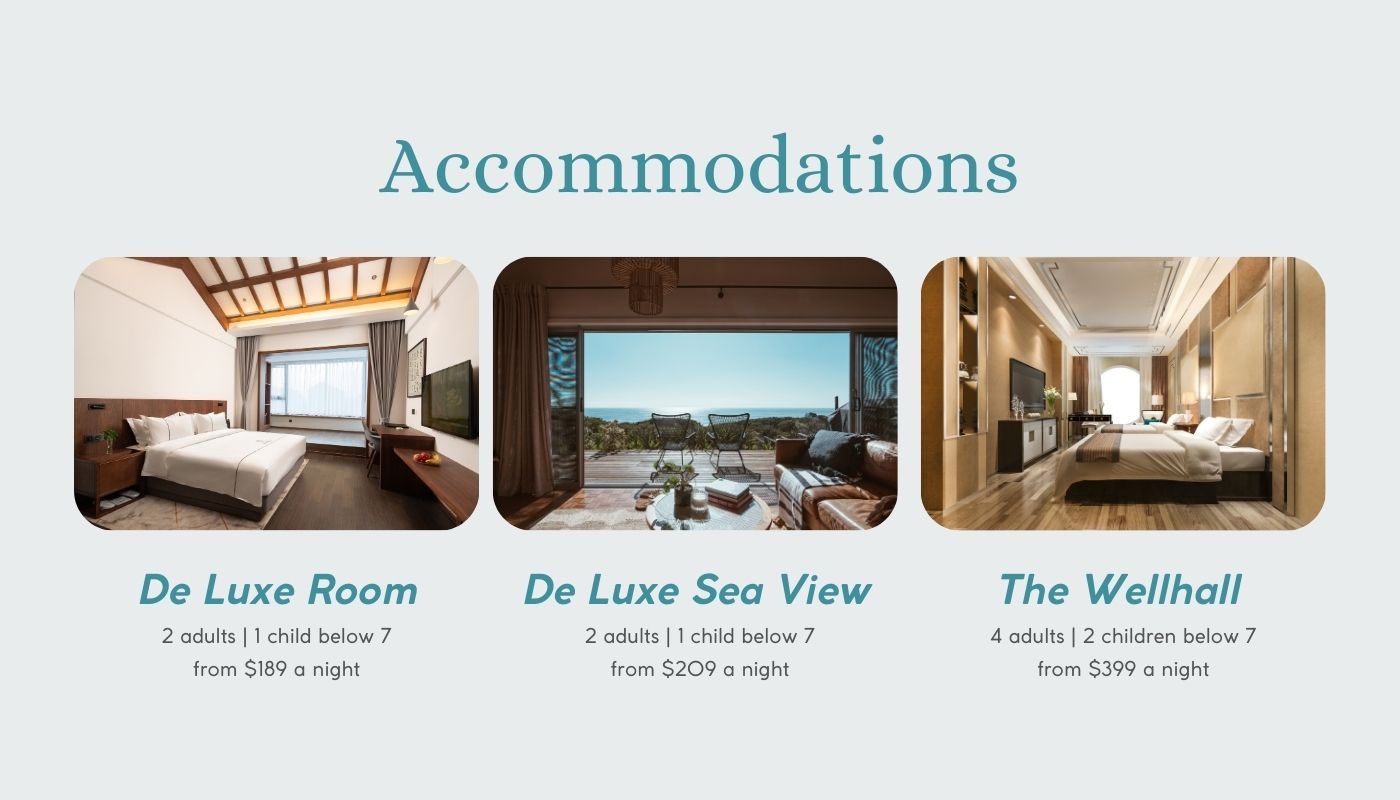 Accommodations
De Luxe Room
2 adults | 1 child below 7
from $189 a night
De Luxe Sea View
2 adults | 1 child below 7
from $209 a night
The Wellhall
4 adults | 2 children below 7
from $399 a night